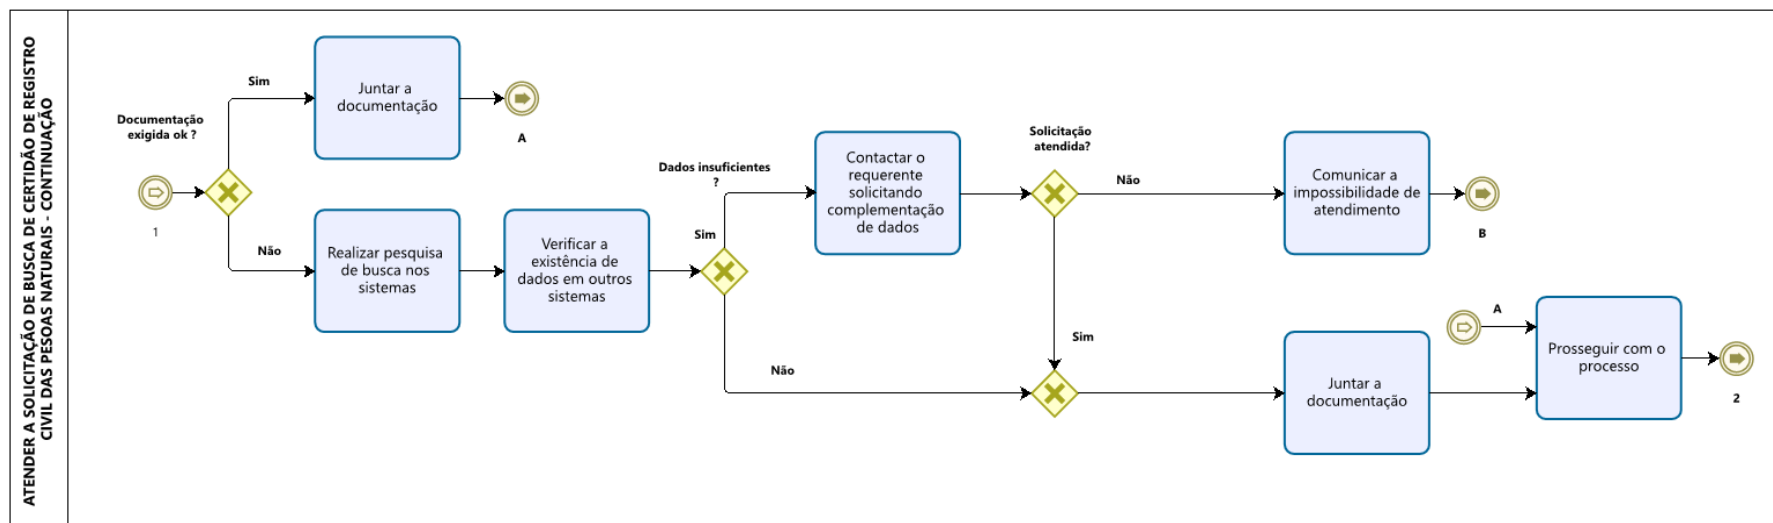 ATENDER A SOLICITAÇÃO DE BUSCA DE CERTIDÃO DE REGISTRO
CIVIL DAS PESOAS NATURAIS - CONTINUAÇÃO
1
Documentação
exigida ok ?
Sim
Juntar a
documentação
A
Não
Realizar pesquisa
de busca nos
sistemas
Verificar a
existência de
dados em outros
sistemas
Dados insuficientes
?
Sim
Contactar o
requerente
solicitando
complementação
de dados
Solicitação
atendida?
Não
Comunicar a
impossibilidade de
atendimento
B
Sim
Não
Juntar a
documentação
A
Prosseguir com o
processo
2